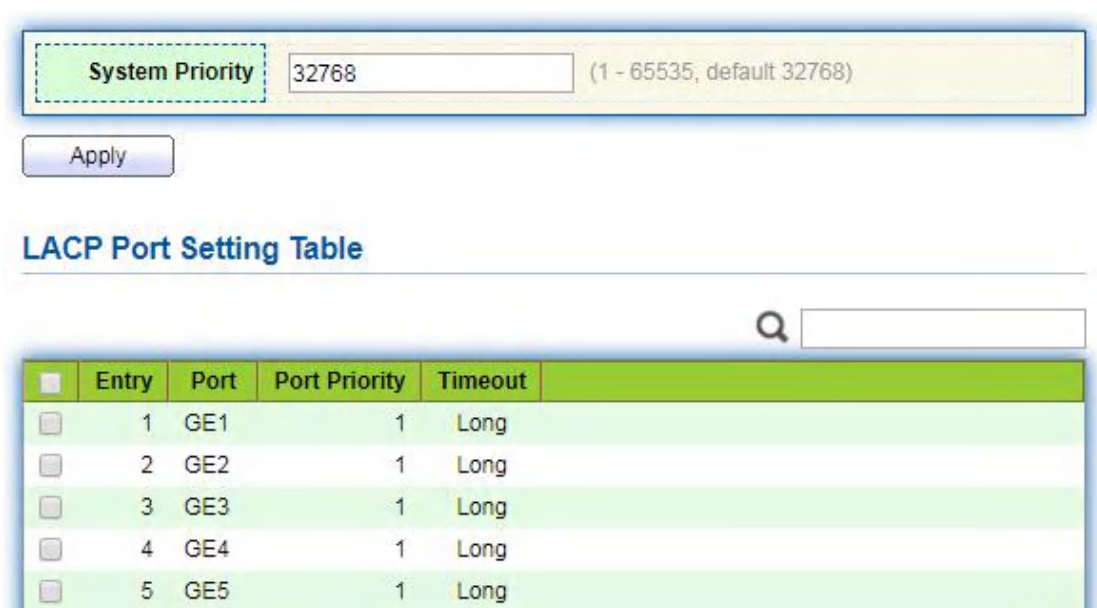 System Priority 32768 (1 - 65535, default 32768)
Apply
LACP Port Setting Table
Entry Port Port Priority Timeout
1 GE1 1 Long
2 GE2 1 Long
3 GE3 1 Long
4 GE4 1 Long
5 GE5 1 Long